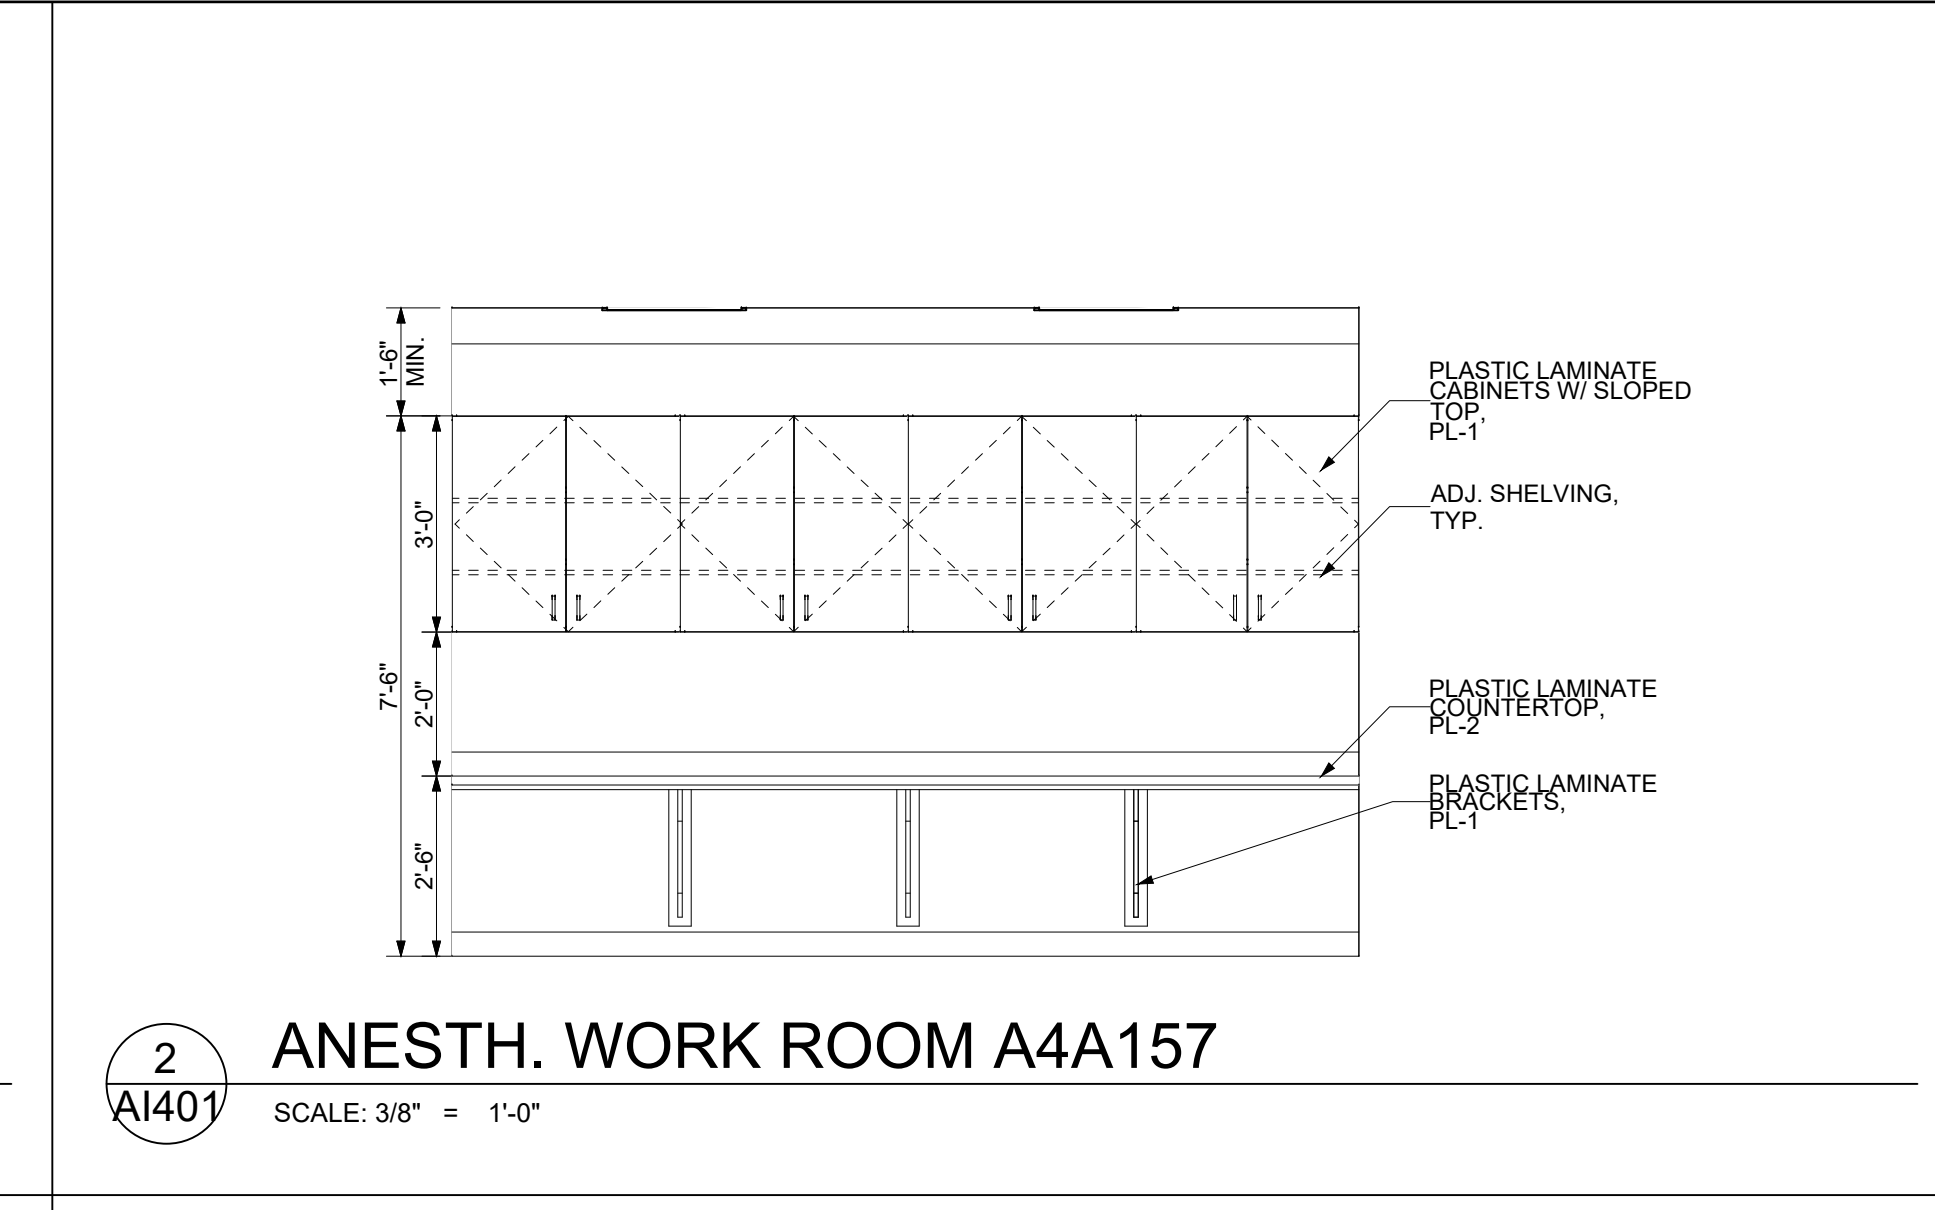 1'-6"
MIN.
3'-0"
7'-6"
2'-0"
2'-6"
PLASTIC LAMINATE
CABINETS W/ SLOPED
TOP,
PL-1
ADJ. SHELVING,
TYP.
PLASTIC LAMINATE
COUNTERTOP,
PL-2
PLASTIC LAMINATE
BRACKETS,
PL-1
2
AI401
ANESTH. WORK ROOM A4A157
SCALE: 3/8" = 1'-0"